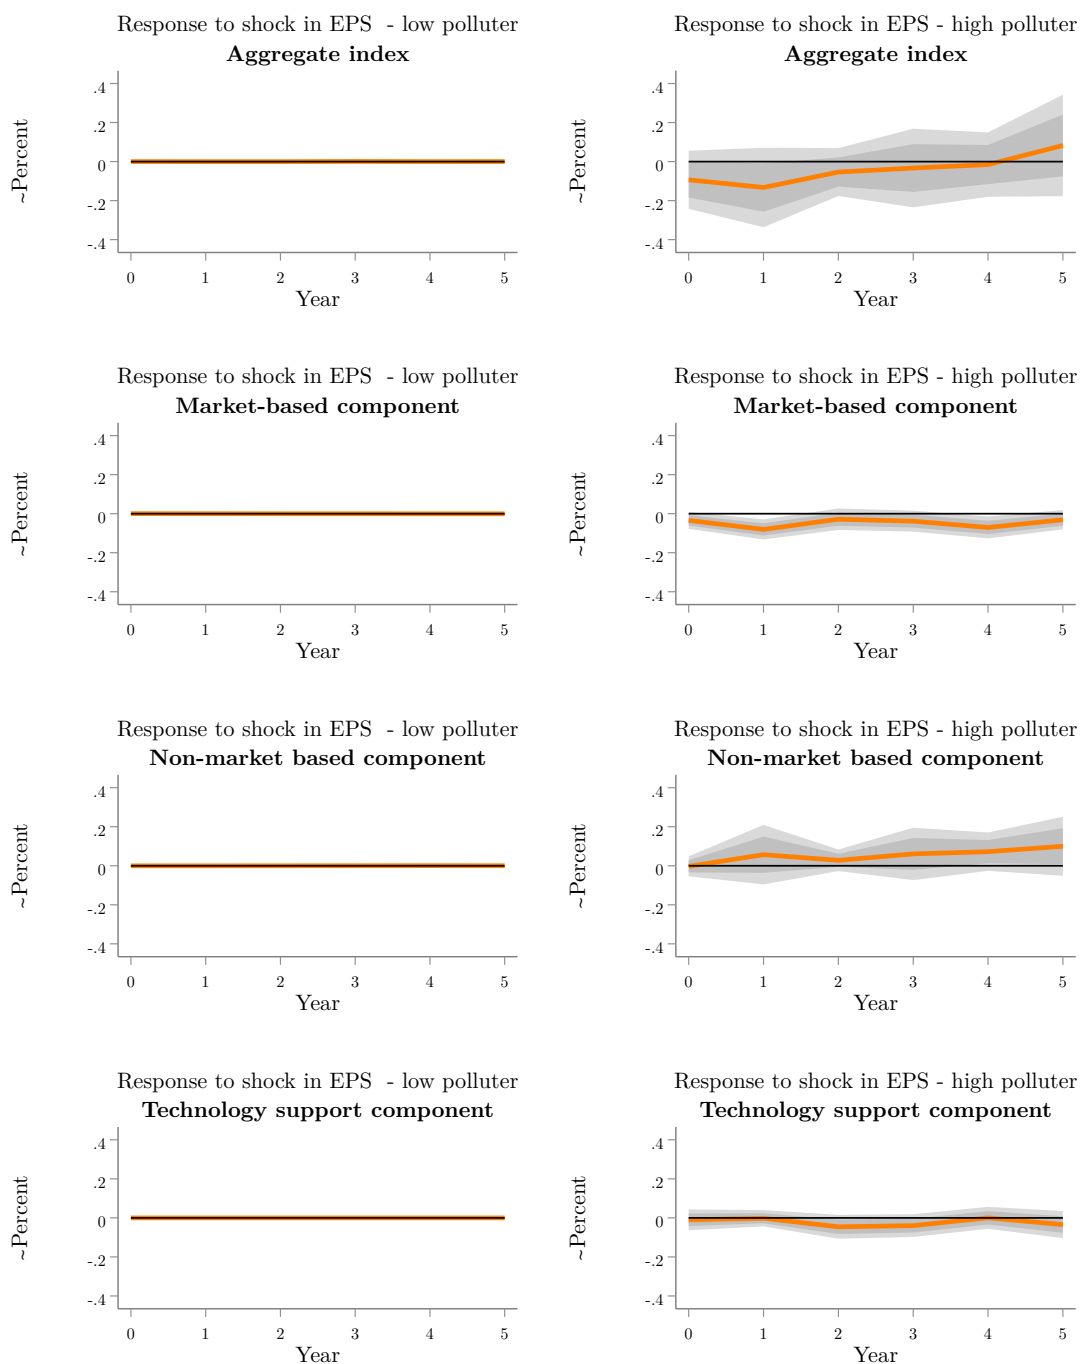 Response to shock in EPS - low polluter
Aggregate index
~Percent
.4
.2
0
-.2
-.4
0 1 2 3 4 5
Year
Response to shock in EPS - high polluter
Aggregate index
~Percent
.4
.2
0
-.2
-.4
0 1 2 3 4 5
Year
Response to shock in EPS - low polluter
Market-based component
~Percent
.4
.2
0
-.2
-.4
0 1 2 3 4 5
Year
Response to shock in EPS - high polluter
Market-based component
~Percent
.4
.2
0
-.2
-.4
0 1 2 3 4 5
Year
Response to shock in EPS - low polluter
Non-market based component
~Percent
.4
.2
0
-.2
-.4
0 1 2 3 4 5
Year
Response to shock in EPS - high polluter
Non-market based component
~Percent
.4
.2
0
-.2
-.4
0 1 2 3 4 5
Year
Response to shock in EPS - low polluter
Technology support component
~Percent
.4
.2
0
-.2
-.4
0 1 2 3 4 5
Year
Response to shock in EPS - high polluter
Technology support component
~Percent
.4
.2
0
-.2
-.4
0 1 2 3 4 5
Year